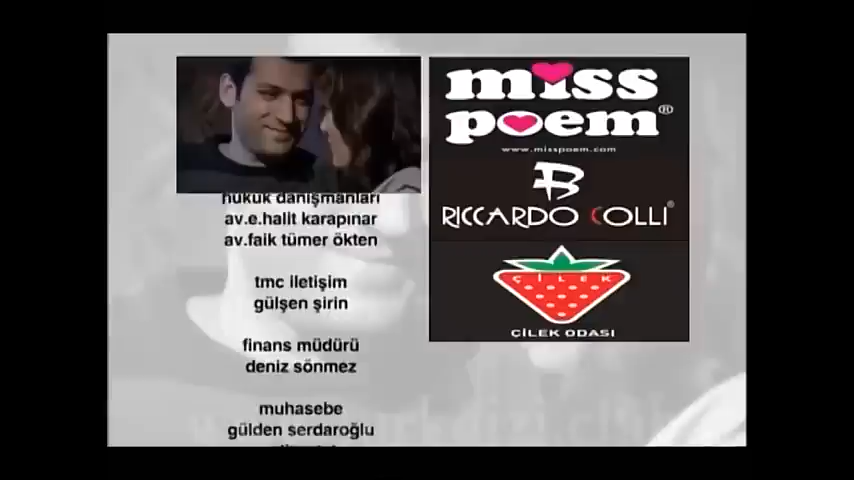 hukuk danışmanları
av.e.halit karapınar
av.faik tümer ökten
tmc iletişim
gülşen şirin
finans müdürü
deniz sönmez
muhasebe
gülden serdaroğlu
miss
poem®
www.misspoem.com
B
RICCARDO COLLI®
ÇİLEK
ÇİLEK ODASI